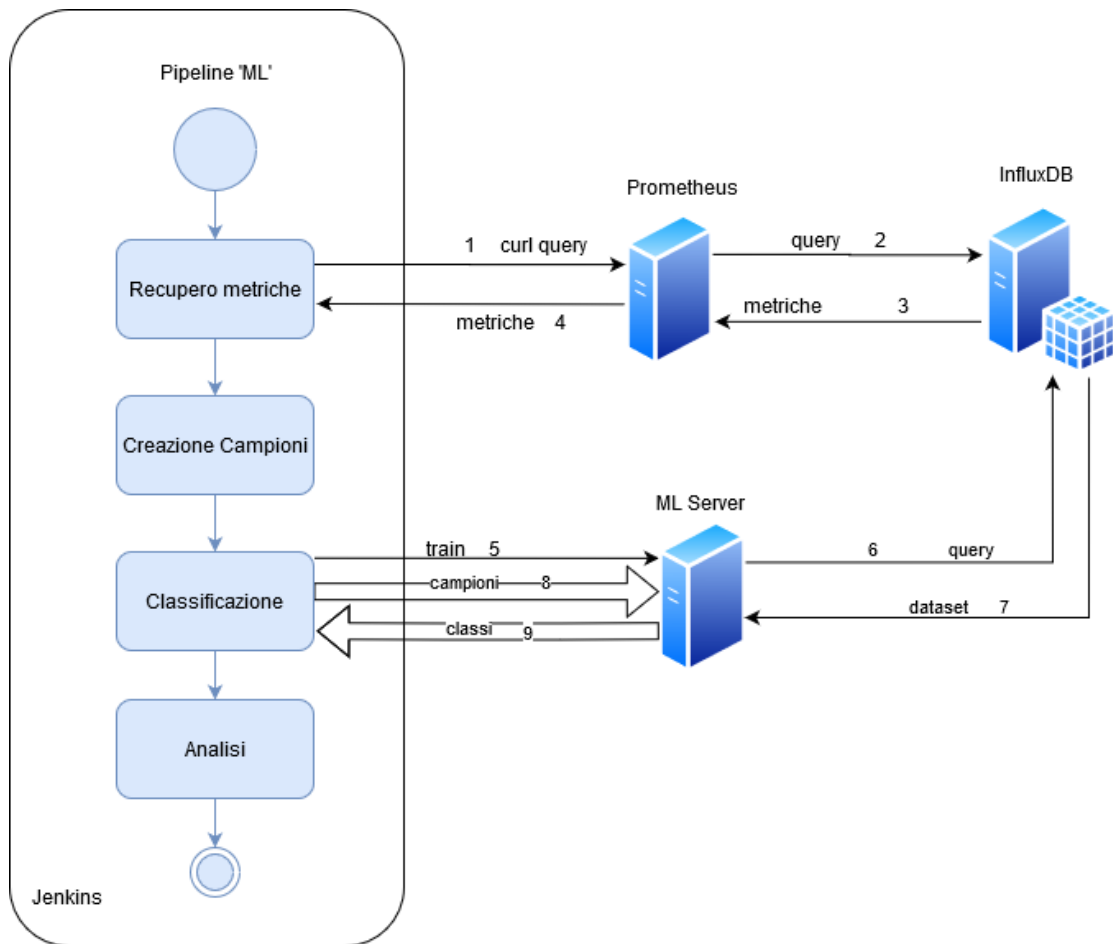 Pipeline 'ML'
InfluxDB
Prometheus
1 curl query
query 2
Recupero metriche
metriche 3
metriche 4
Creazione Campioni
ML Server
train 5
6 query
campioni 8
Classificazione
dataset 7
classi 9
Analisi
Jenkins